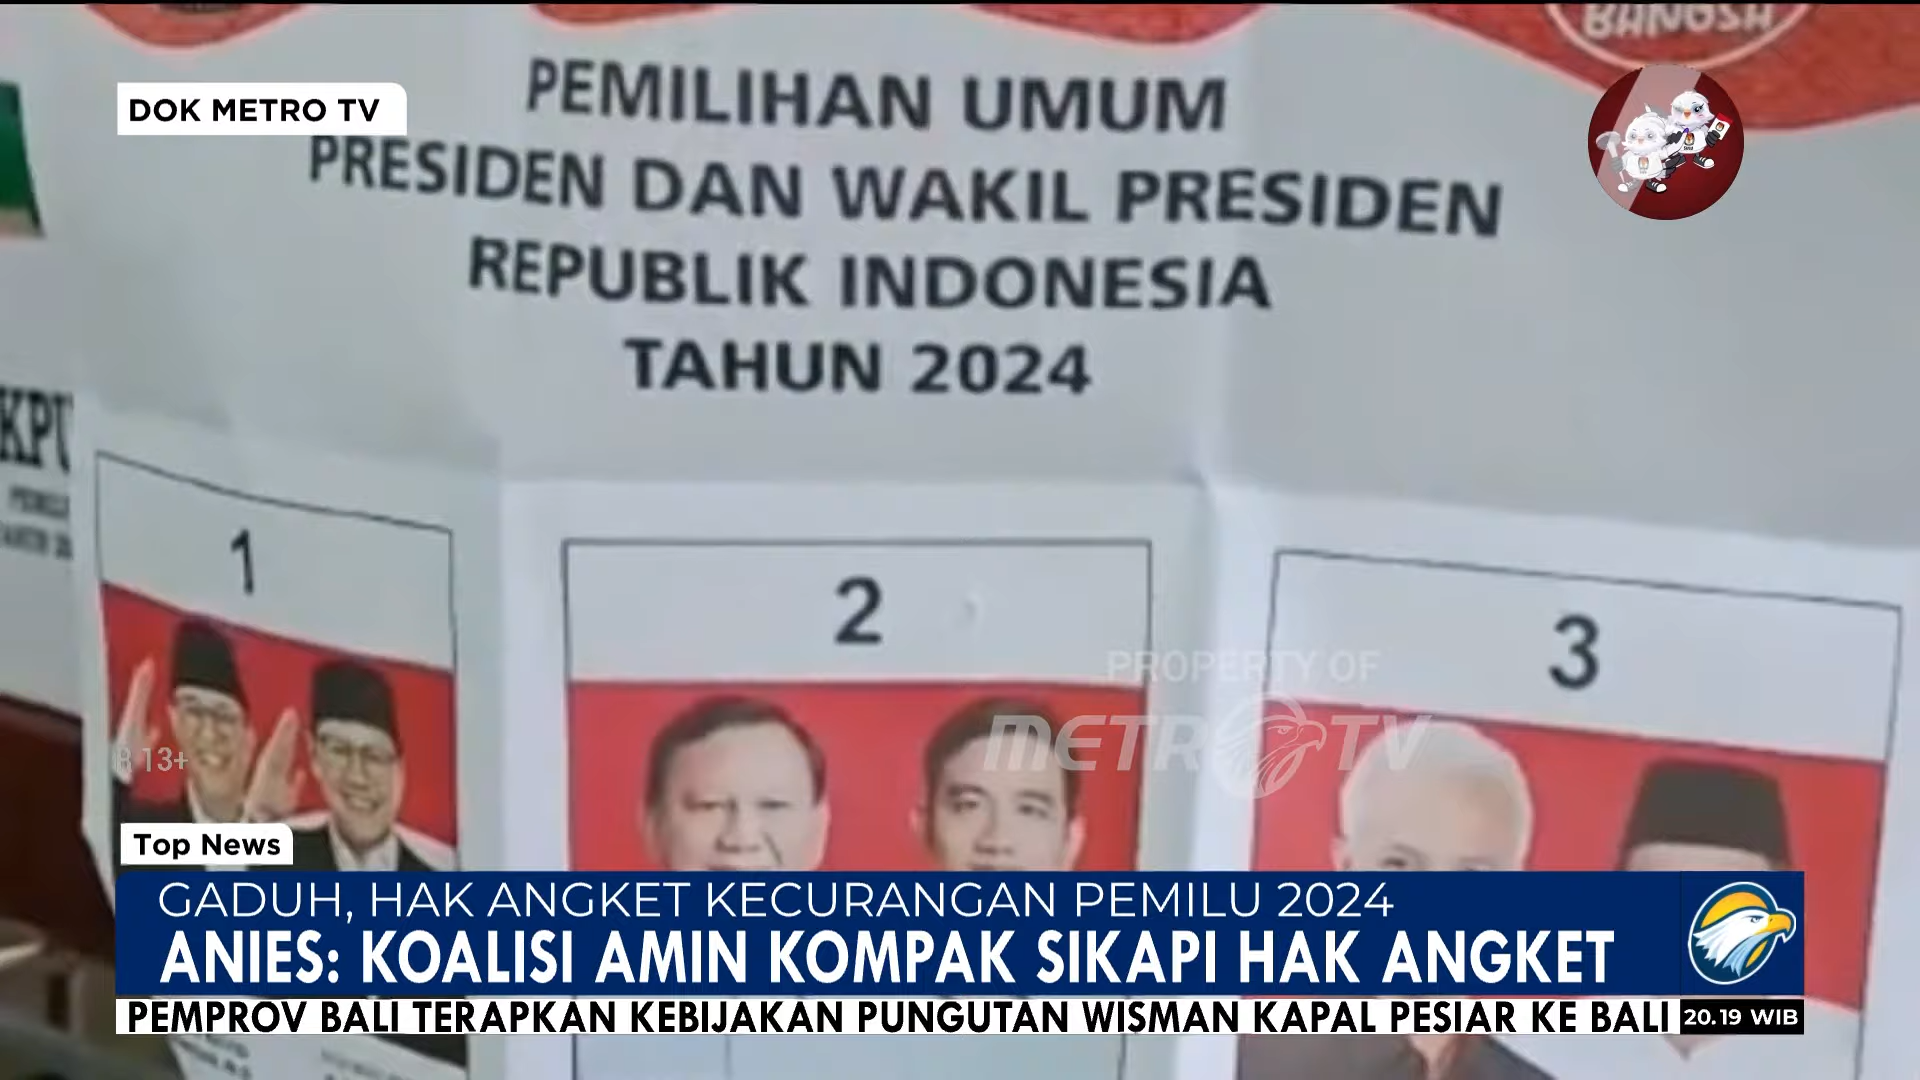 BANGSA
DOK METRO TV
PEMILIHAN UMUM
PRESIDEN DAN WAKIL PRESIDEN
REPUBLIK INDONESIA
TAHUN 2024
KPU
1
2
3
PROPERTY OF
METRO TV
R 13+
Top News
GADUH, HAK ANGKET KECURANGAN PEMILU 2024
ANIES: KOALISI AMIN KOMPAK SIKAPI HAK ANGKET
PEMPROV BALI TERAPKAN KEBIJAKAN PUNGUTAN WISMAN KAPAL PESIAR KE BALI
20.19 WIB